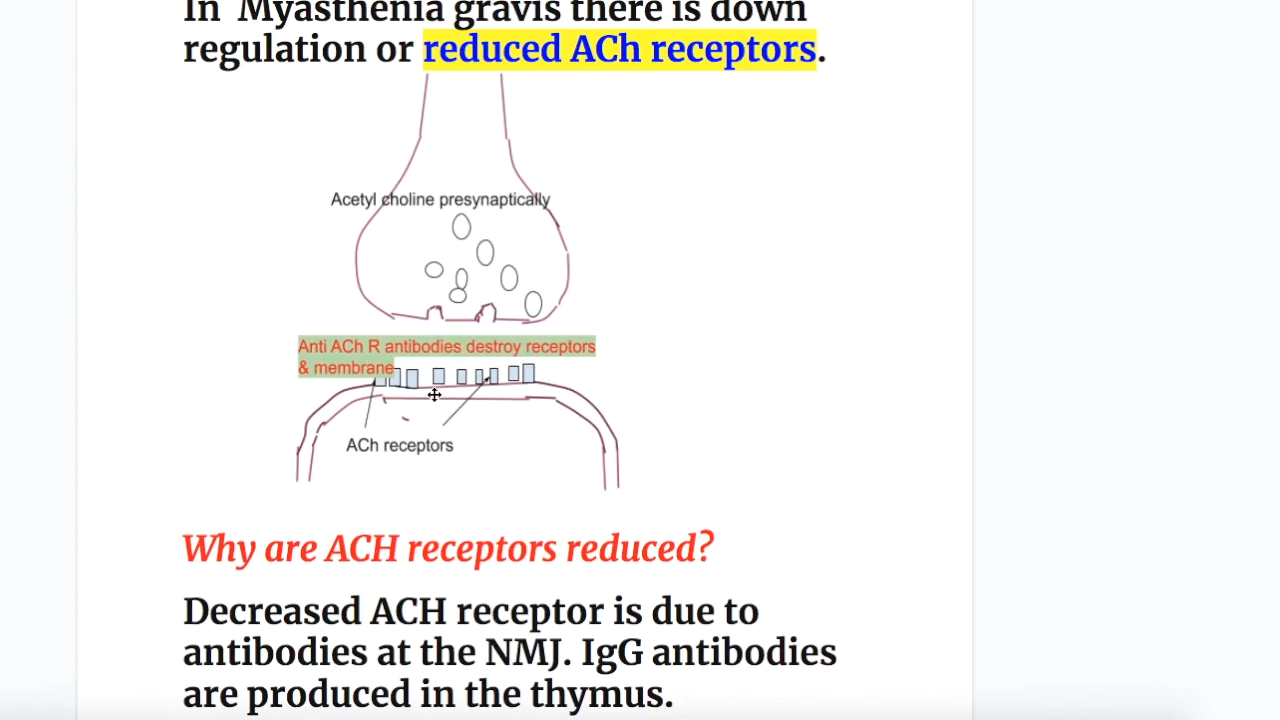 In Myasthenia gravis there is down
regulation or reduced ACh receptors.
Acetyl choline presynaptically
Anti ACh R antibodies destroy receptors
& membrane
ACh receptors
Why are ACH receptors reduced?
Decreased ACH receptor is due to
antibodies at the NMJ. IgG antibodies
are produced in the thymus.